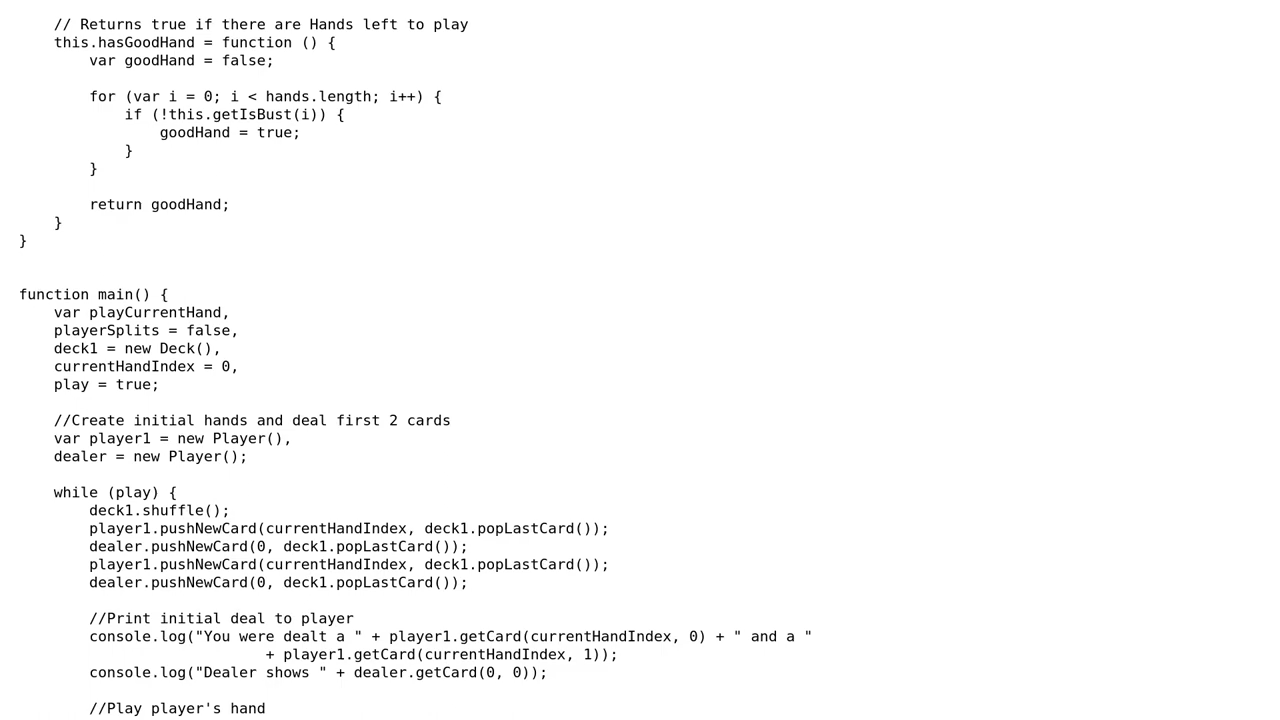 // Returns true if there are Hands left to play
this.hasGoodHand = function () {
var goodHand = false;
for (var i = 0; i < hands.length; i++) {
if (!this.getIsBust(i)) {
goodHand = true;
}
}
return goodHand;
}
}
function main() {
var playCurrentHand,
playerSplits = false,
deck1 = new Deck(),
currentHandIndex = 0,
play = true;
//Create initial hands and deal first 2 cards
var player1 = new Player(),
dealer = new Player();
while (play) {
deck1.shuffle();
player1.pushNewCard(currentHandIndex, deck1.popLastCard());
dealer.pushNewCard(0, deck1.popLastCard());
player1.pushNewCard(currentHandIndex, deck1.popLastCard());
dealer.pushNewCard(0, deck1.popLastCard());
//Print initial deal to player
console.log("You were dealt a " + player1.getCard(currentHandIndex, 0) + " and a "
+ player1.getCard(currentHandIndex, 1));
console.log("Dealer shows " + dealer.getCard(0, 0));
//Play player's hand